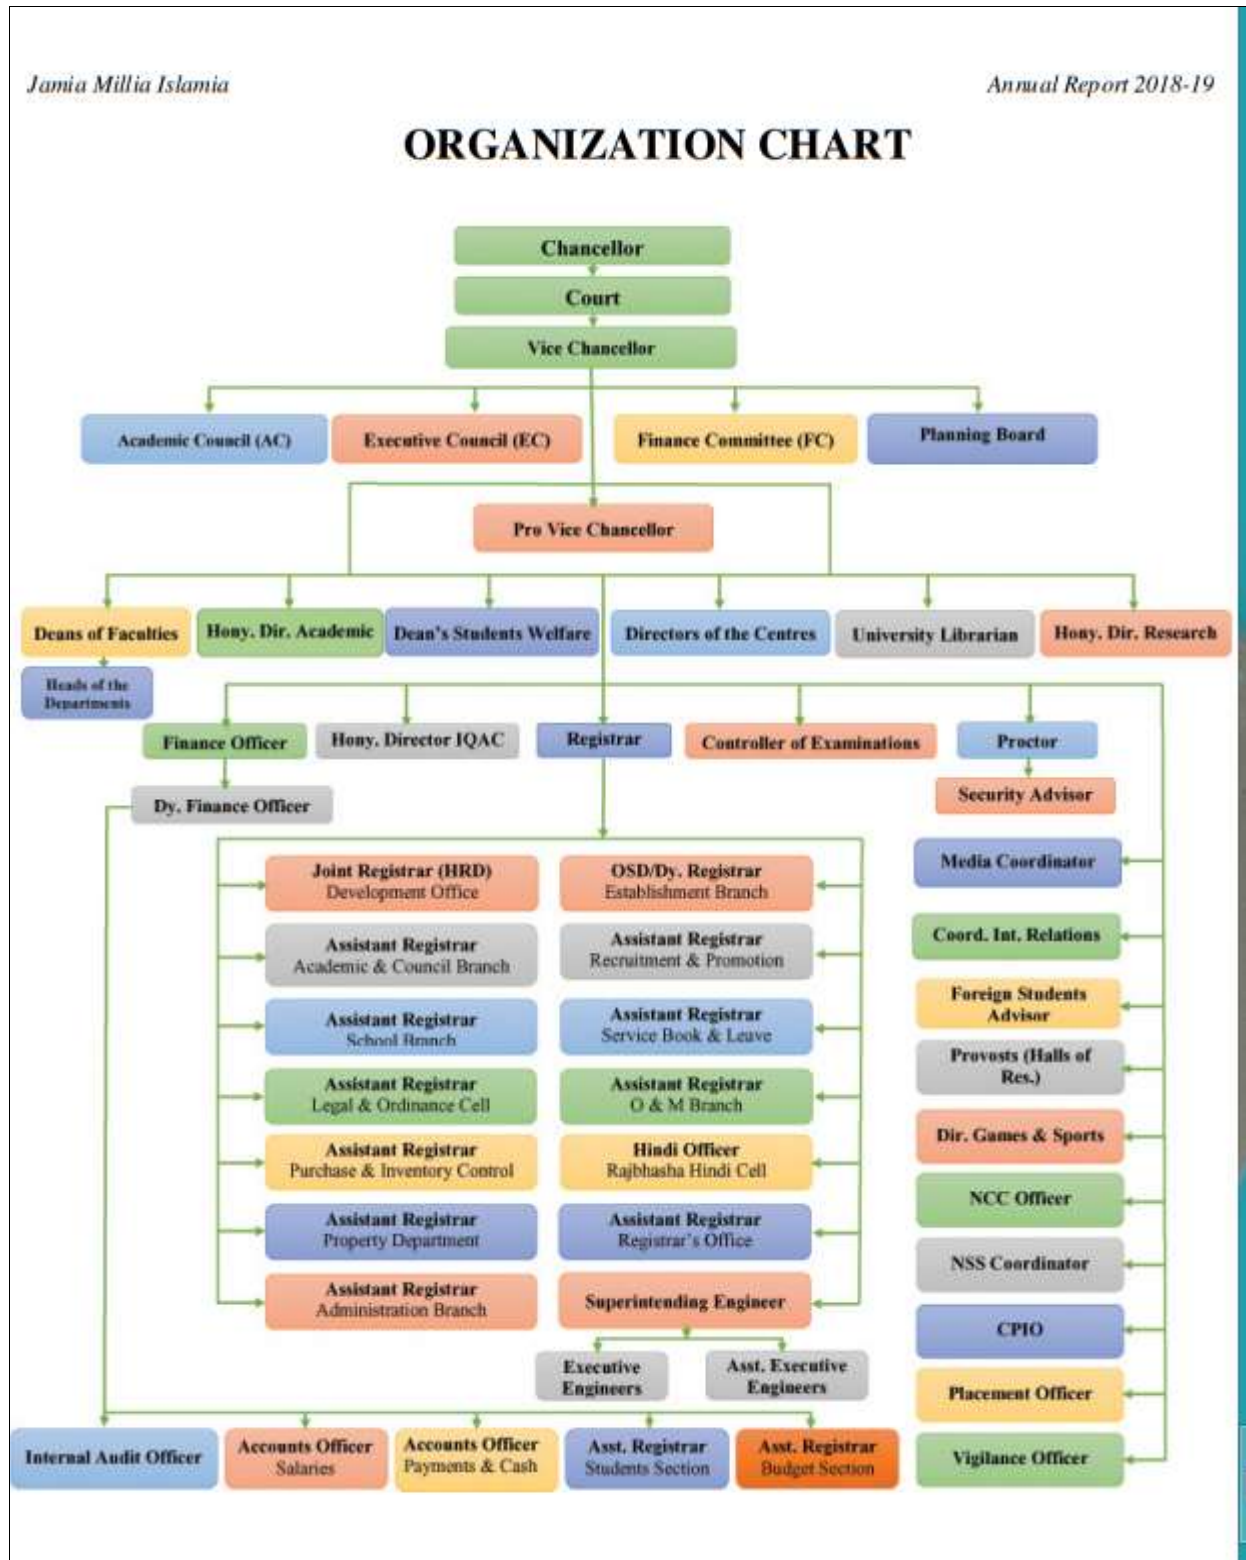 Jamia Millia Islamia
Annual Report 2018-19
ORGANIZATION CHART
Chancellor
Court
Vice Chancellor
Academic Council (AC)
Executive Council (EC)
Finance Committee (FC)
Planning Board
Pro Vice Chancellor
Deans of Faculties
Hony. Dir. Academic
Dean's Students Welfare
Directors of the Centres
University Librarian
Hony. Dir. Research
Heads of the
Departments
Finance Officer
Hony. Director IQAC
Registrar
Controller of Examinations
Proctor
Dy. Finance Officer
Security Advisor
Joint Registrar (HRD)
Development Office
OSD/Dy. Registrar
Establishment Branch
Media Coordinator
Assistant Registrar
Academic & Council Branch
Assistant Registrar
Recruitment & Promotion
Coord. Int. Relations
Assistant Registrar
School Branch
Assistant Registrar
Service Book & Leave
Foreign Students
Advisor
Provosts (Halls of
Res.)
Assistant Registrar
Legal & Ordinance Cell
Assistant Registrar
O & M Branch
Dir. Games & Sports
Assistant Registrar
Purchase & Inventory Control
Hindi Officer
Rajbhasha Hindi Cell
NCC Officer
Assistant Registrar
Property Department
Assistant Registrar
Registrar's Office
NSS Coordinator
Assistant Registrar
Administration Branch
Superintending Engineer
CPIO
Executive
Engineers
Asst. Executive
Engineers
Placement Officer
Internal Audit Officer
Accounts Officer
Salaries
Accounts Officer
Payments & Cash
Asst. Registrar
Students Section
Asst. Registrar
Budget Section
Vigilance Officer